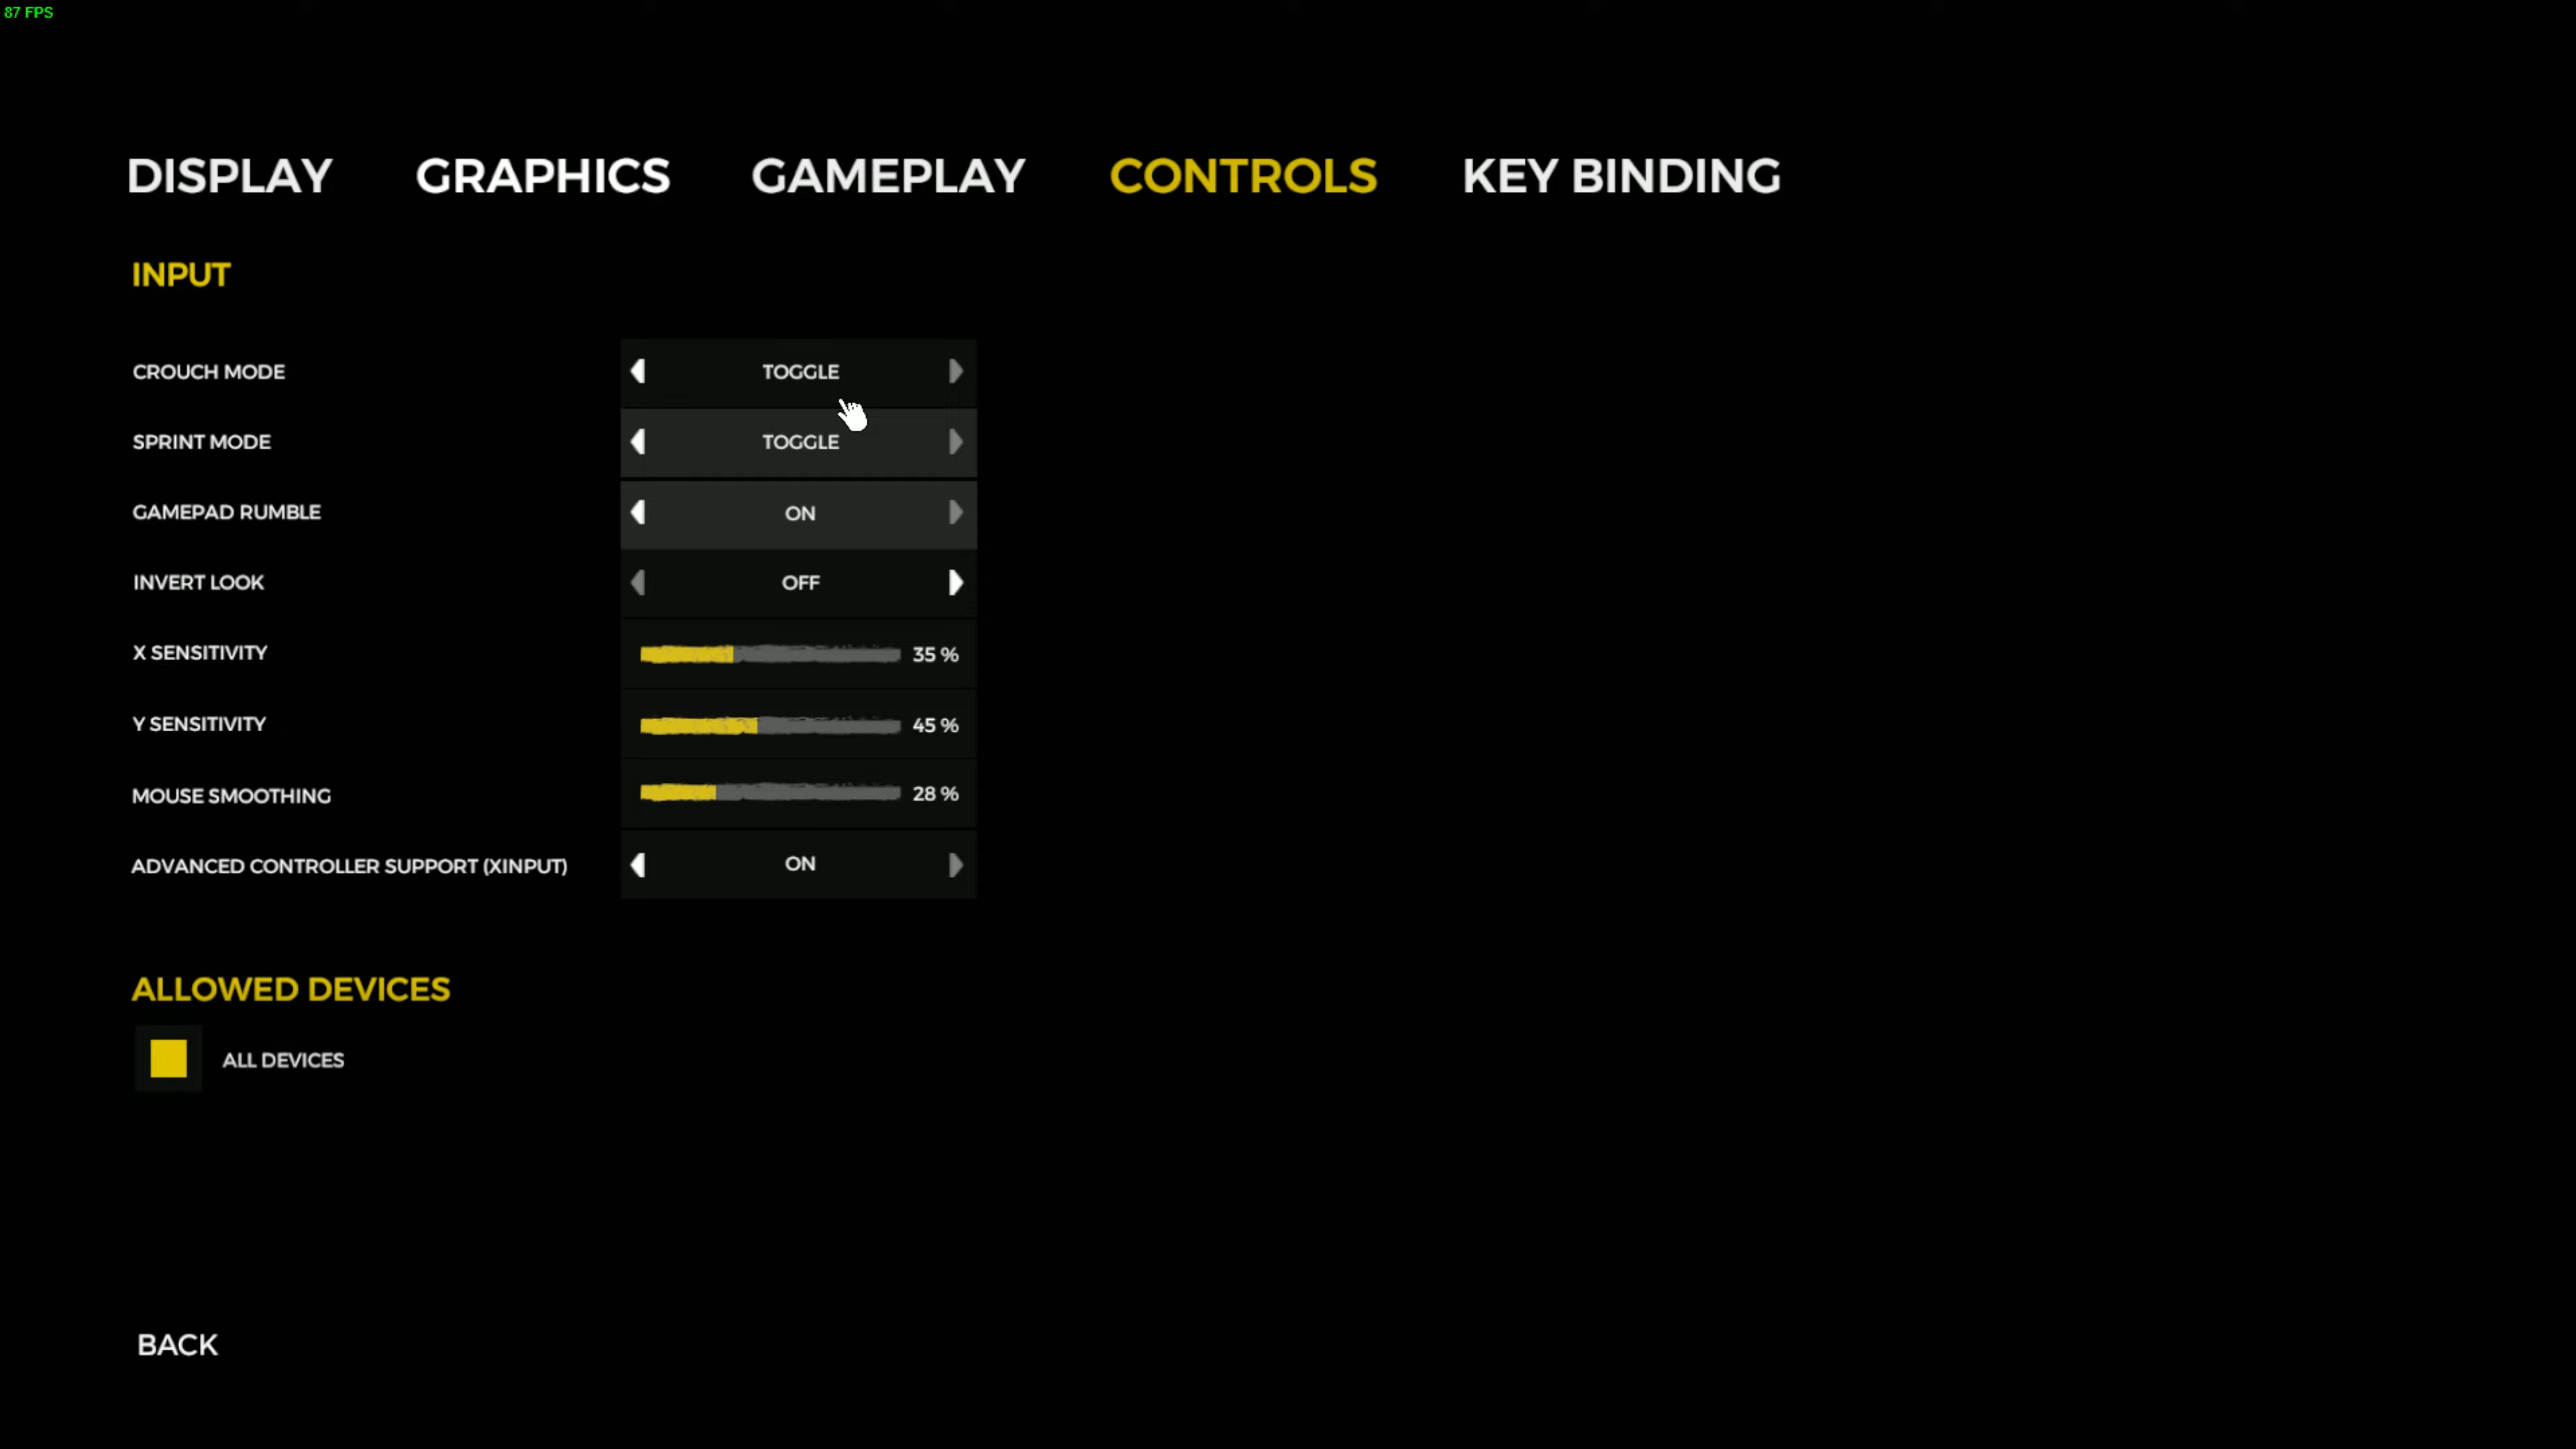 87 FPS
DISPLAY GRAPHICS GAMEPLAY CONTROLS KEY BINDING
INPUT
CROUCH MODE TOGGLE
SPRINT MODE TOGGLE
GAMEPAD RUMBLE ON
INVERT LOOK OFF
X SENSITIVITY 35 %
Y SENSITIVITY 45 %
MOUSE SMOOTHING 28 %
ADVANCED CONTROLLER SUPPORT (XINPUT) ON
ALLOWED DEVICES
ALL DEVICES
BACK